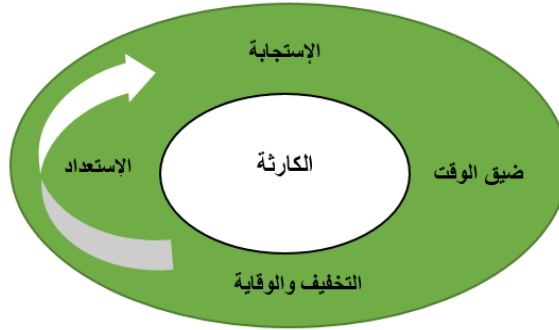 الإستجابة
ضيق الوقت
الكارثة
الإستعداد
التخفيف والوقاية